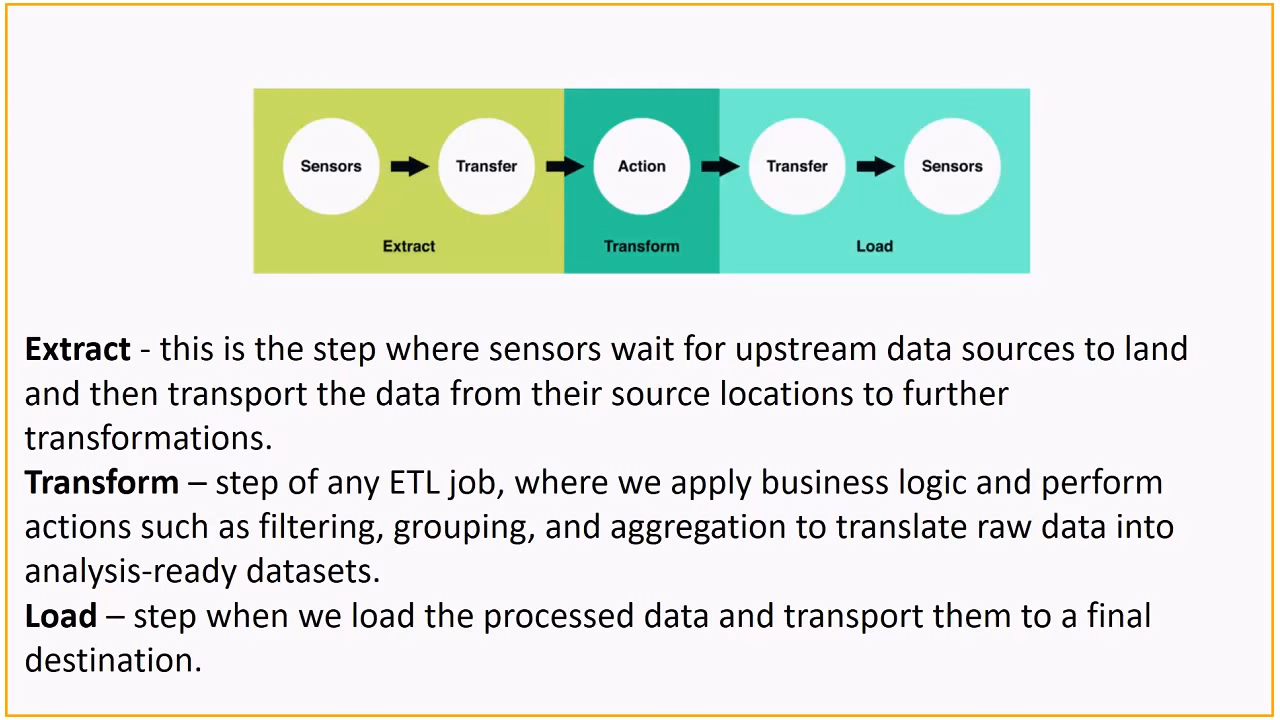 Sensors
Transfer
Action
Transfer
Sensors
Extract
Transform
Load
Extract - this is the step where sensors wait for upstream data sources to land
and then transport the data from their source locations to further
transformations.
Transform – step of any ETL job, where we apply business logic and perform
actions such as filtering, grouping, and aggregation to translate raw data into
analysis-ready datasets.
Load – step when we load the processed data and transport them to a final
destination.